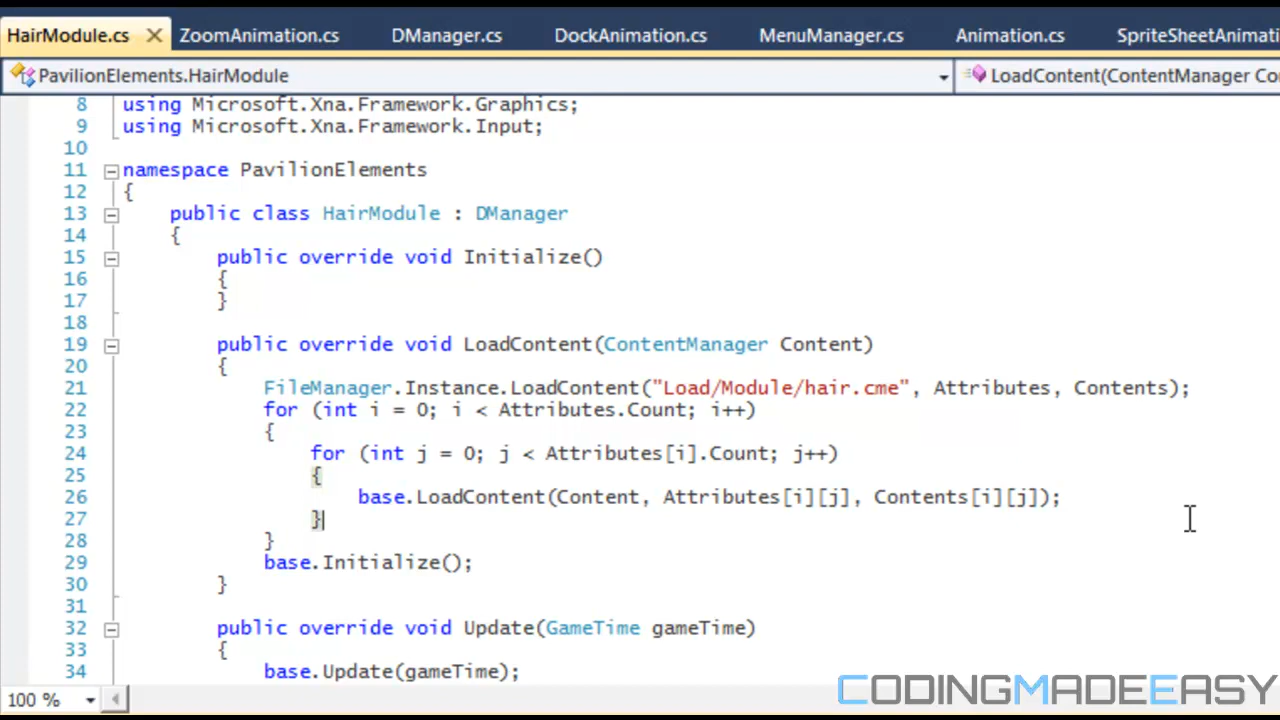 HairModule.cs ZoomAnimation.cs DManager.cs DockAnimation.cs MenuManager.cs Animation.cs SpriteSheetAnimati
PavilionElements.HairModule LoadContent(ContentManager Co
8 using Microsoft.Xna.Framework.Graphics;
9 using Microsoft.Xna.Framework.Input;
10
11 namespace PavilionElements
12 {
13 public class HairModule : DManager
14 {
15 public override void Initialize()
16 {
17 }
18
19 public override void LoadContent(ContentManager Content)
20 {
21 FileManager.Instance.LoadContent("Load/Module/hair.cme", Attributes, Contents);
22 for (int i = 0; i < Attributes.Count; i++)
23 {
24 for (int j = 0; j < Attributes[i].Count; j++)
25 {
26 base.LoadContent(Content, Attributes[i][j], Contents[i][j]);
27 }
28 }
29 base.Initialize();
30 }
31
32 public override void Update(GameTime gameTime)
33 {
34 base.Update(gameTime);
100 %
CODINGMADEEASY